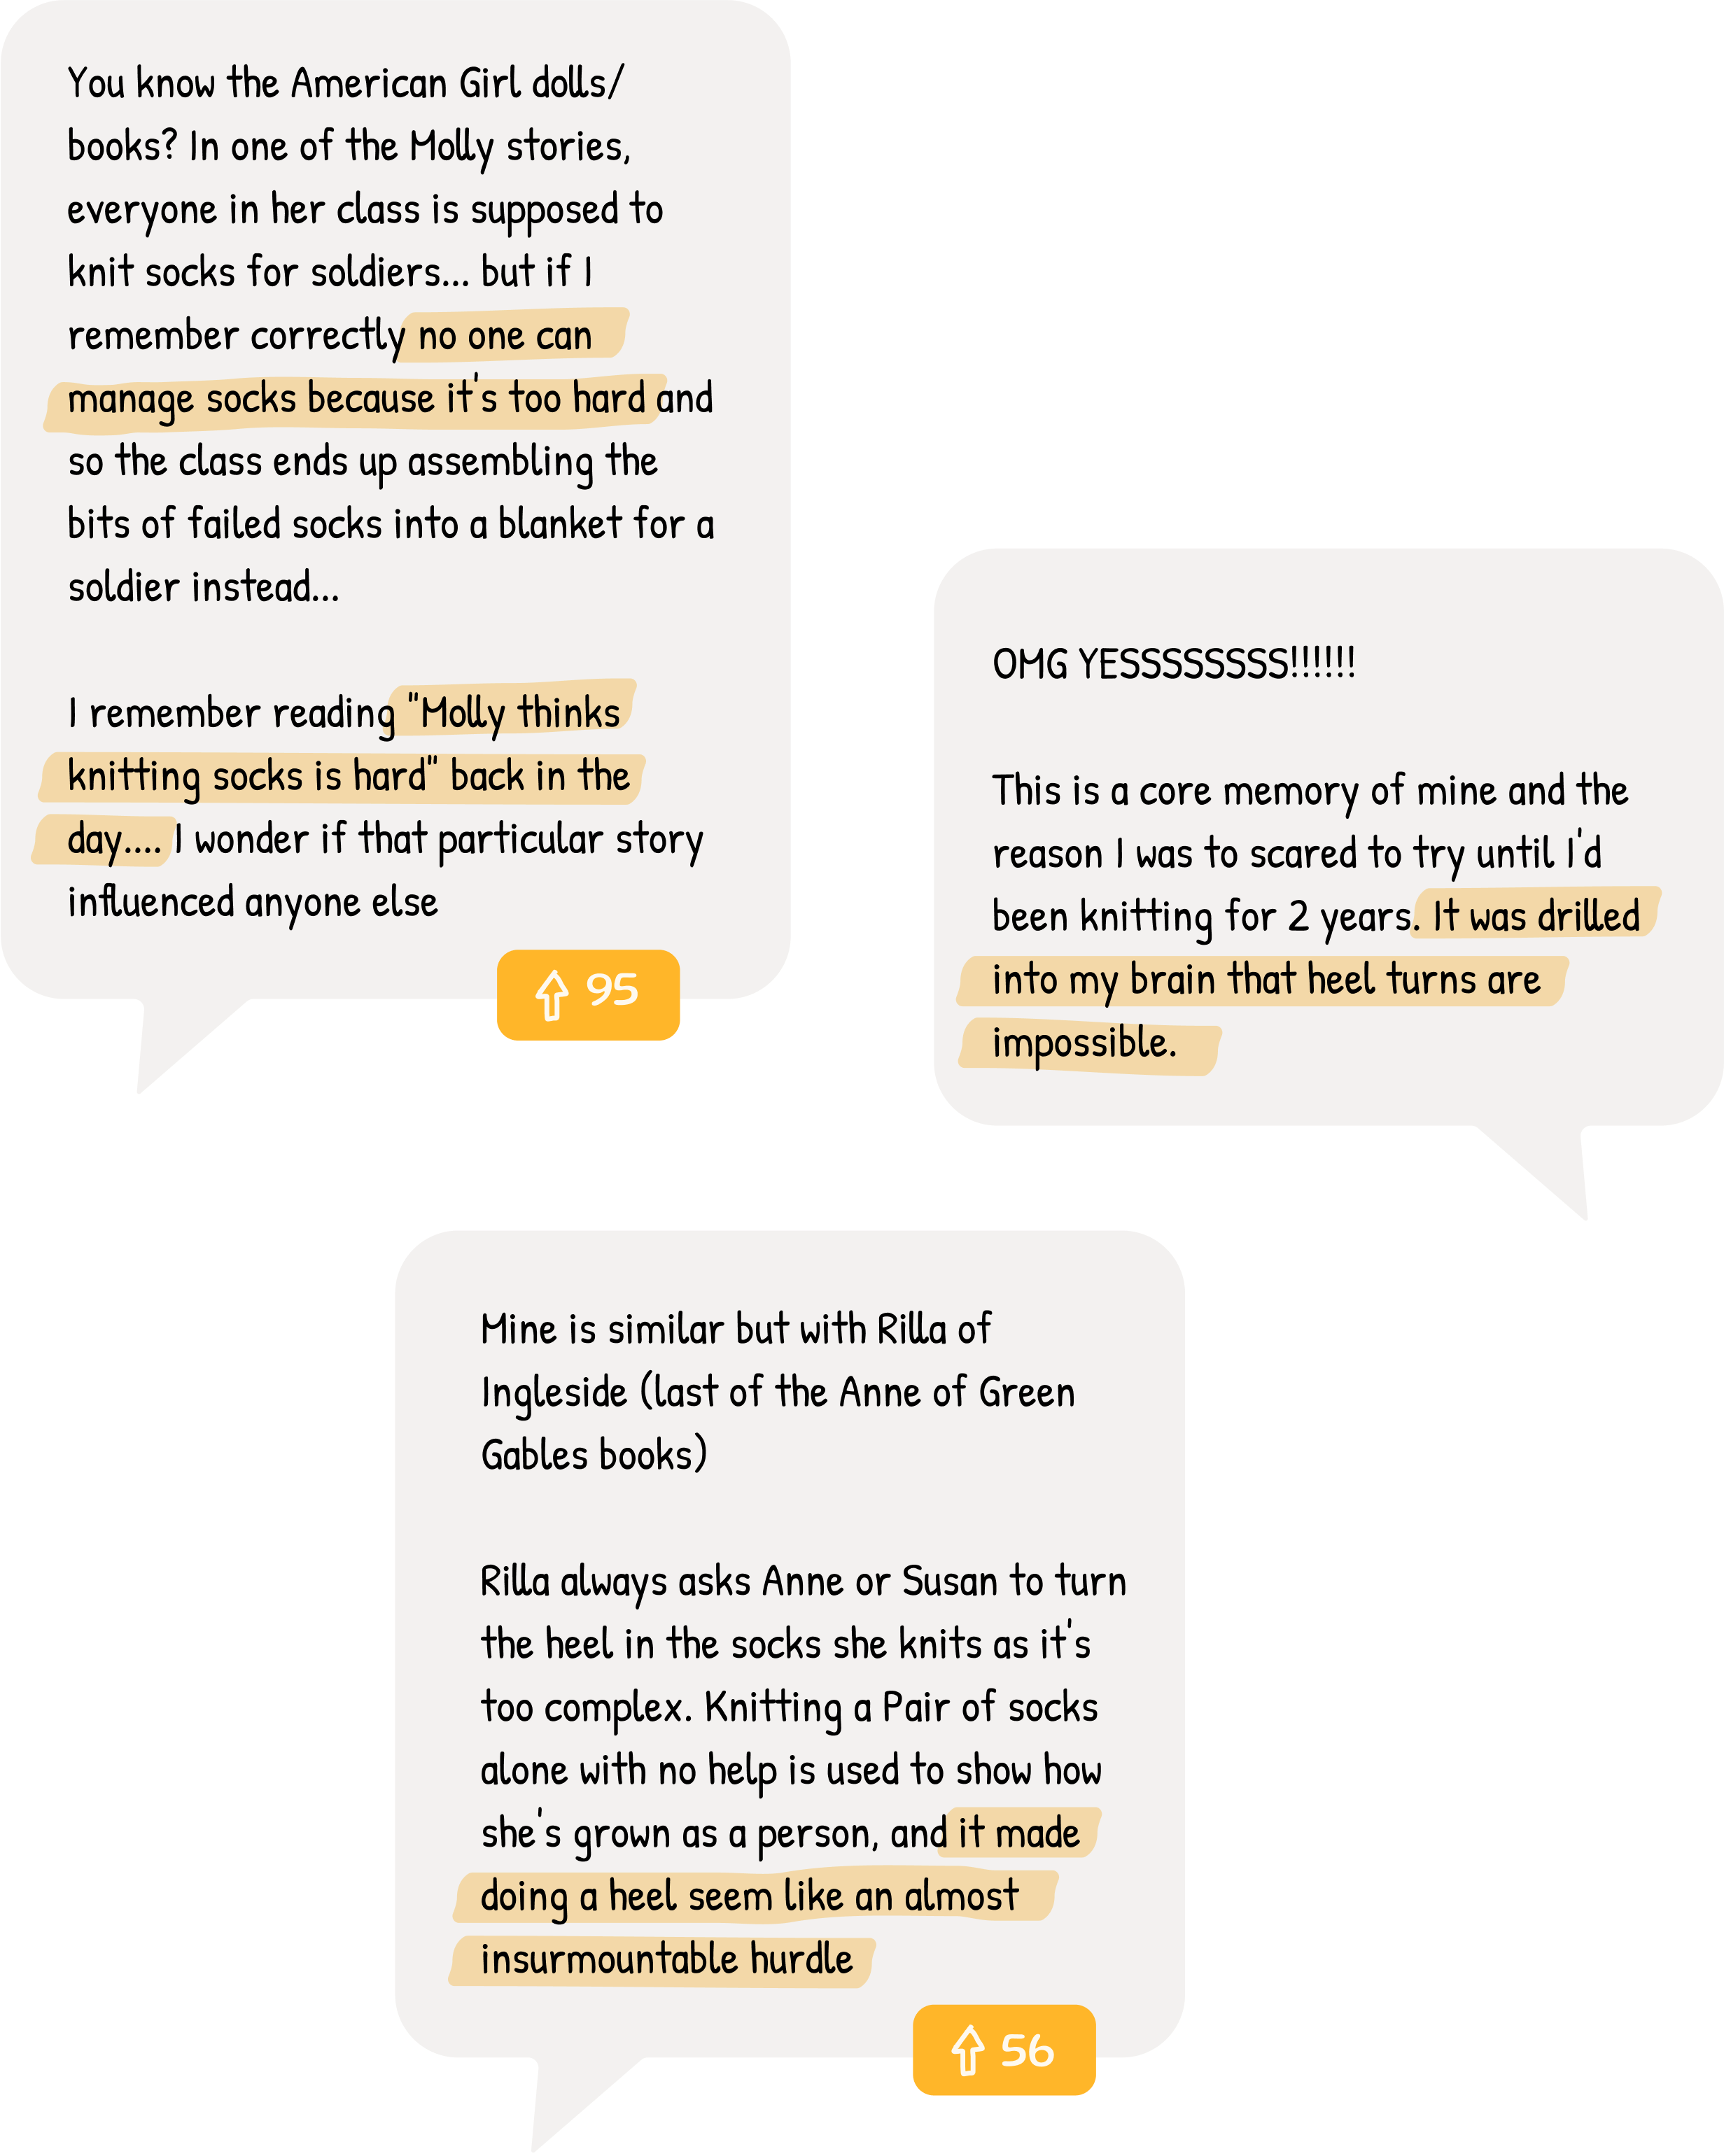 You know the American Girl dolls/
books? In one of the Molly stories,
everyone in her class is supposed to
knit socks for soldiers... but if I
remember correctly no one can
manage socks because it's too hard and
so the class ends up assembling the
bits of failed socks into a blanket for a
soldier instead...
I remember reading "Molly thinks
knitting socks is hard" back in the
day.... I wonder if that particular story
influenced anyone else
95
OMG YESSSSSSSS!!!!!!
This is a core memory of mine and the
reason I was to scared to try until I'd
been knitting for 2 years. It was drilled
into my brain that heel turns are
impossible.
Mine is similar but with Rilla of
Ingleside (last of the Anne of Green
Gables books)
Rilla always asks Anne or Susan to turn
the heel in the socks she knits as it's
too complex. Knitting a Pair of socks
alone with no help is used to show how
she's grown as a person, and it made
doing a heel seem like an almost
insurmountable hurdle
56